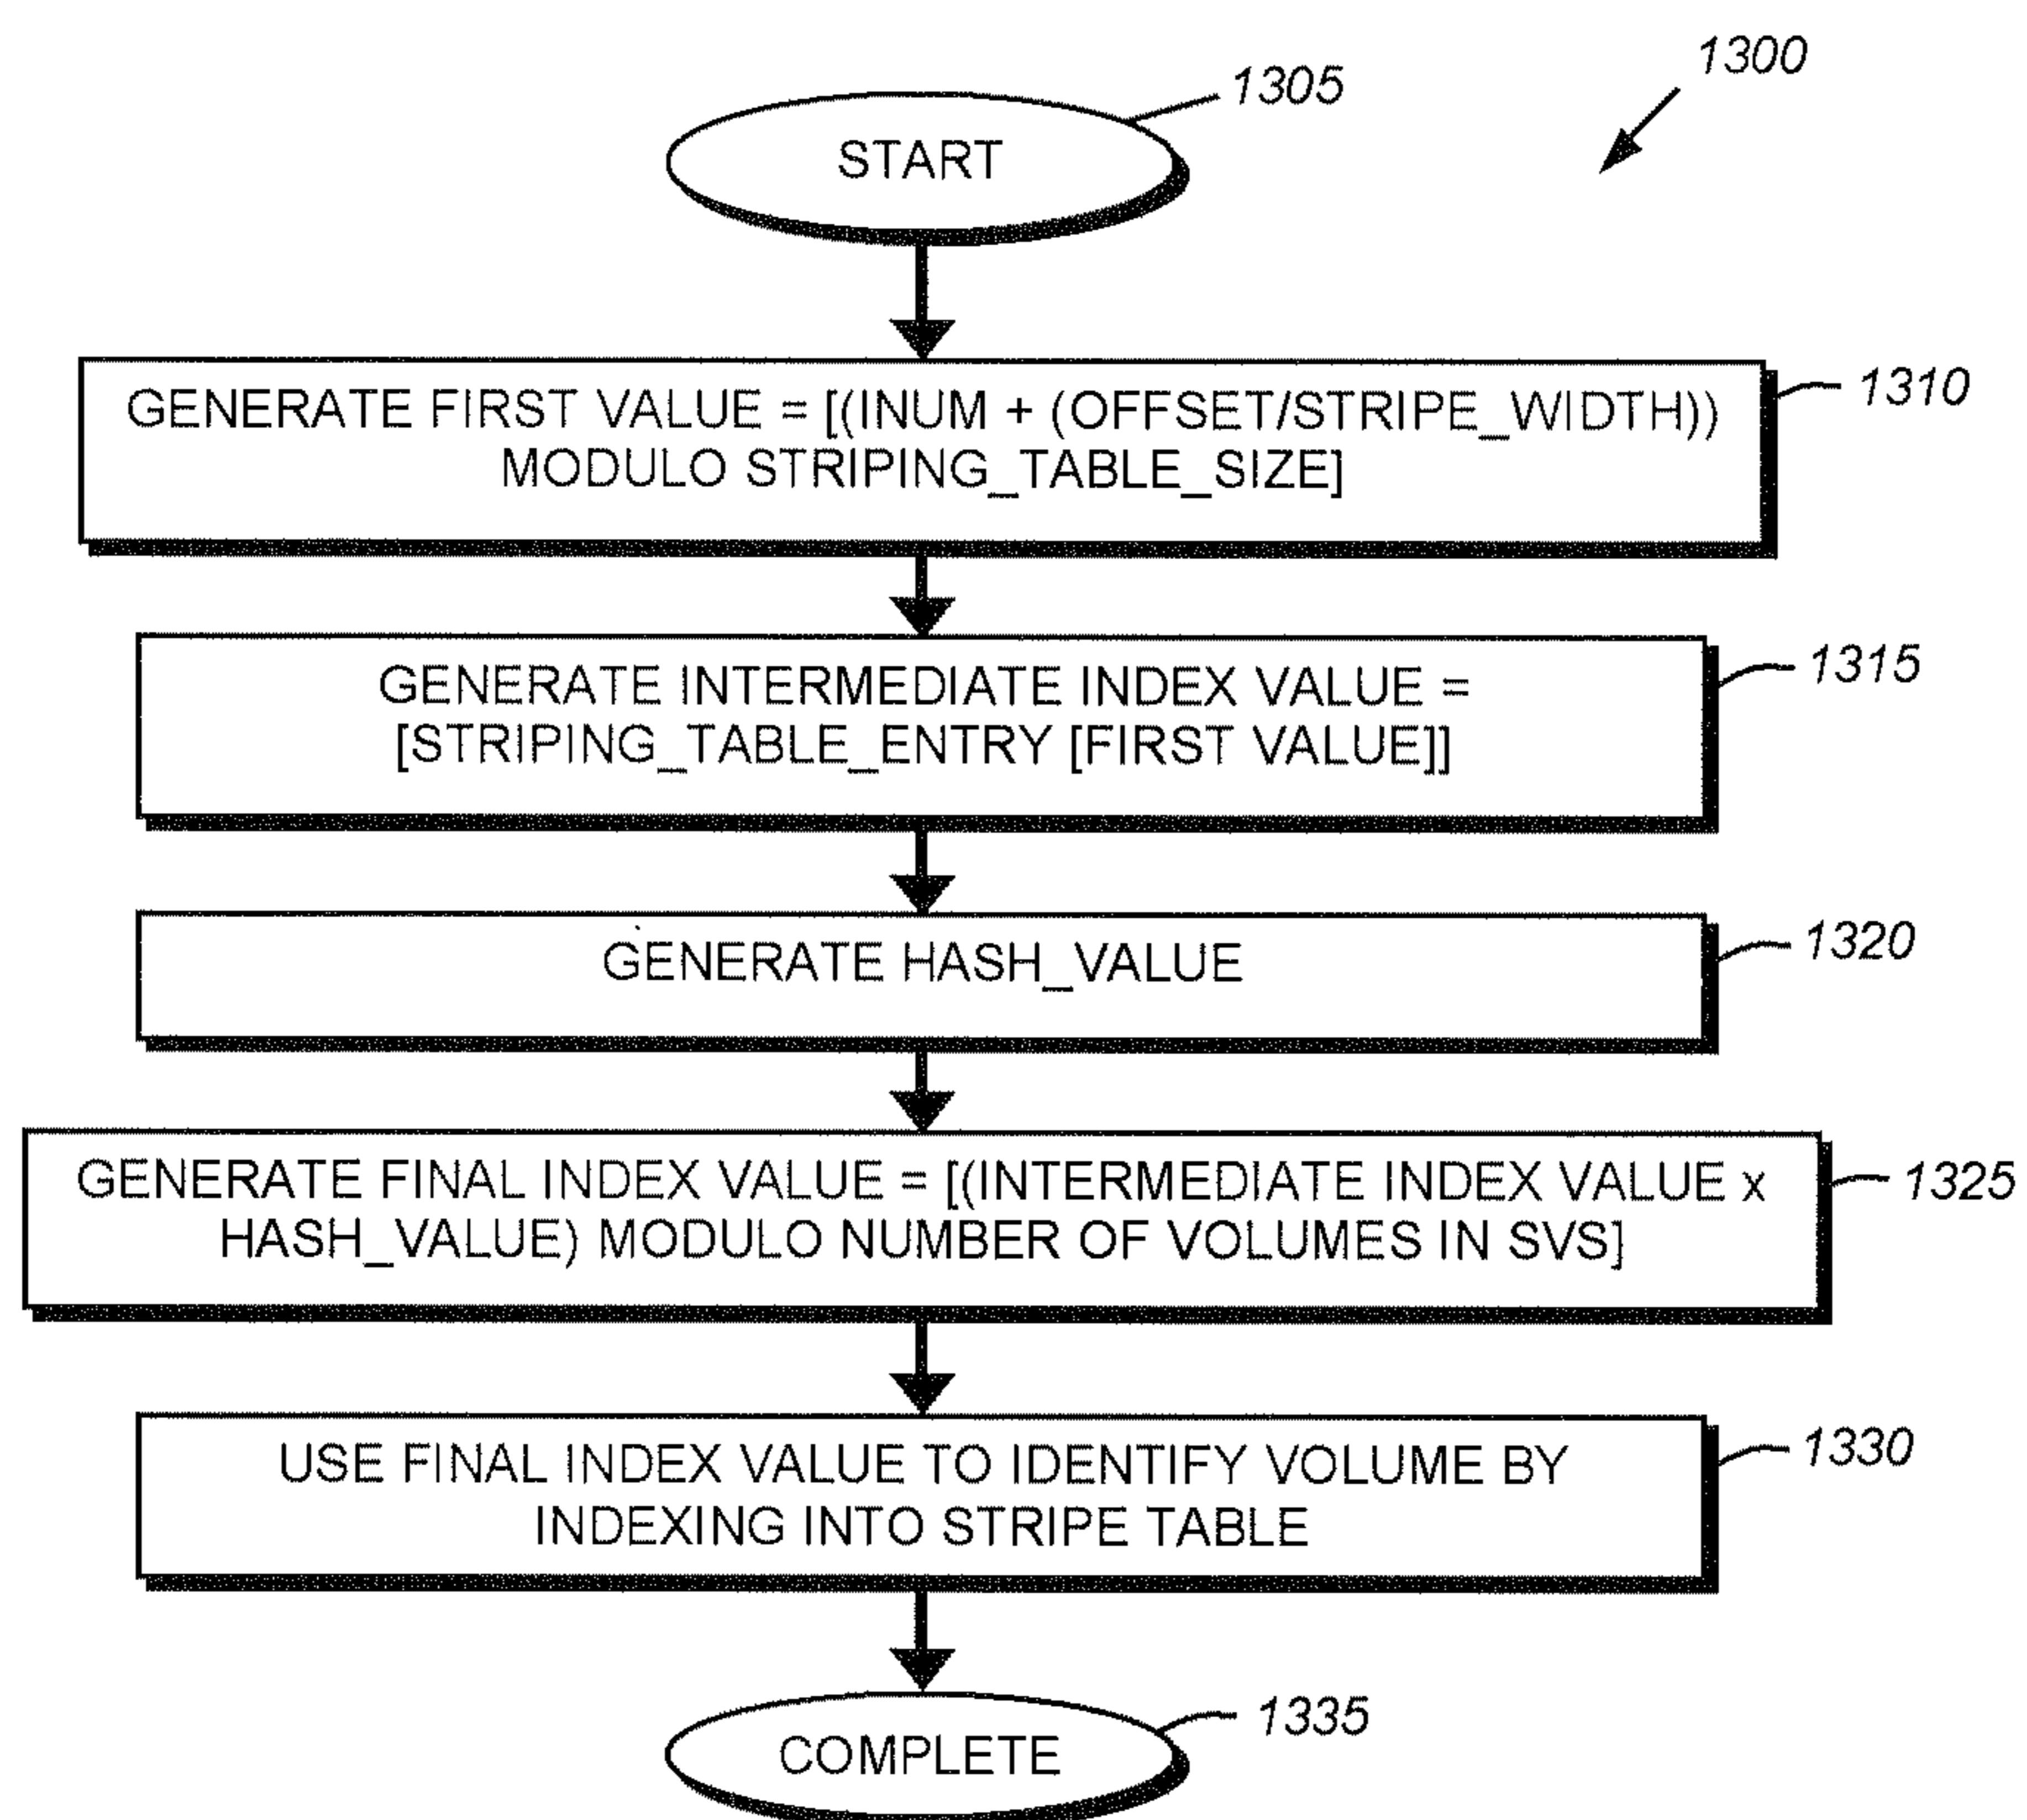 1300
1305
START
1310
GENERATE FIRST VALUE = [(INUM + (OFFSET/STRIPE_WIDTH))
MODULO STRIPING_TABLE_SIZE]
1315
GENERATE INTERMEDIATE INDEX VALUE =
[STRIPING_TABLE_ENTRY [FIRST VALUE]]
1320
GENERATE HASH_VALUE
1325
GENERATE FINAL INDEX VALUE = [(INTERMEDIATE INDEX VALUE x
HASH_VALUE) MODULO NUMBER OF VOLUMES IN SVS]
1330
USE FINAL INDEX VALUE TO IDENTIFY VOLUME BY
INDEXING INTO STRIPE TABLE
1335
COMPLETE